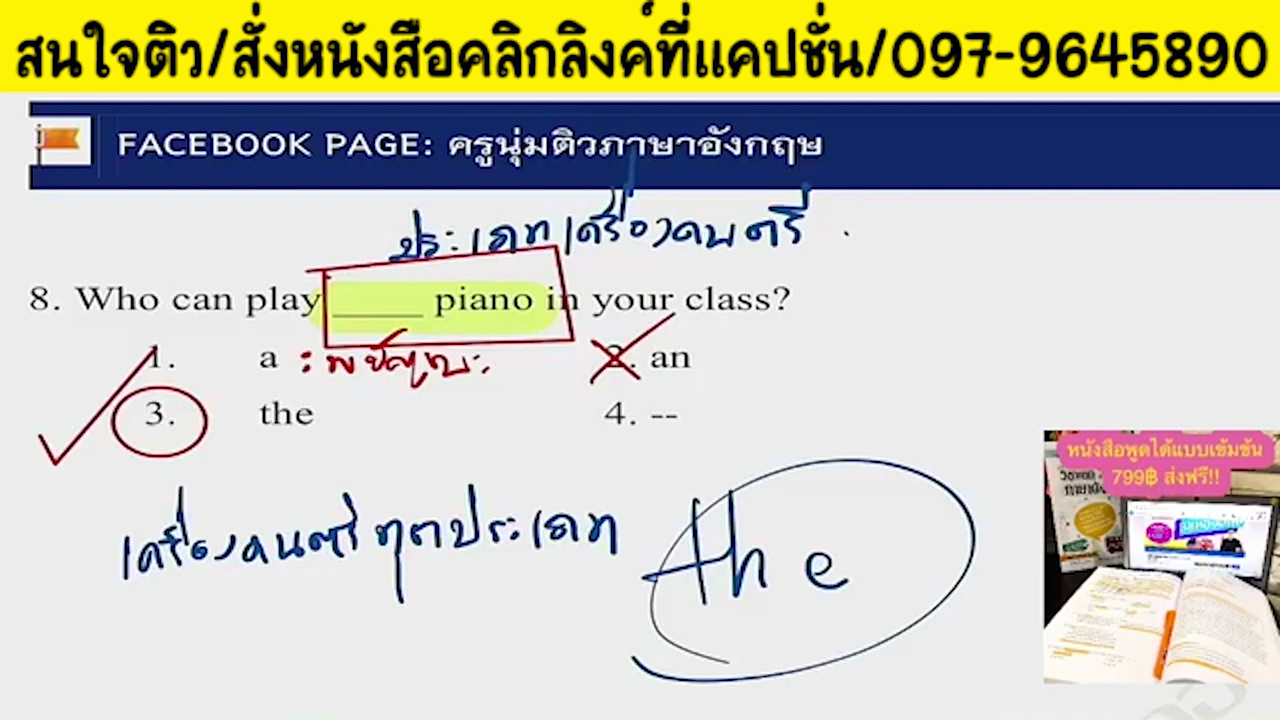 สนใจติว/สั่งหนังสือคลิกลิงค์ที่แคปชั่น/097-9645890
FACEBOOK PAGE: ครูนุ่มติวภาษาอังกฤษ
ประเภทเครื่องดนตรี
8. Who can play _____ piano in your class?
1. a : พยัญชนะ
2. an
3. the
4. --
เครื่องดนตรีทุกประเภท the
หนังสือพูดได้แบบเข้มข้น
799฿ ส่งฟรี!!